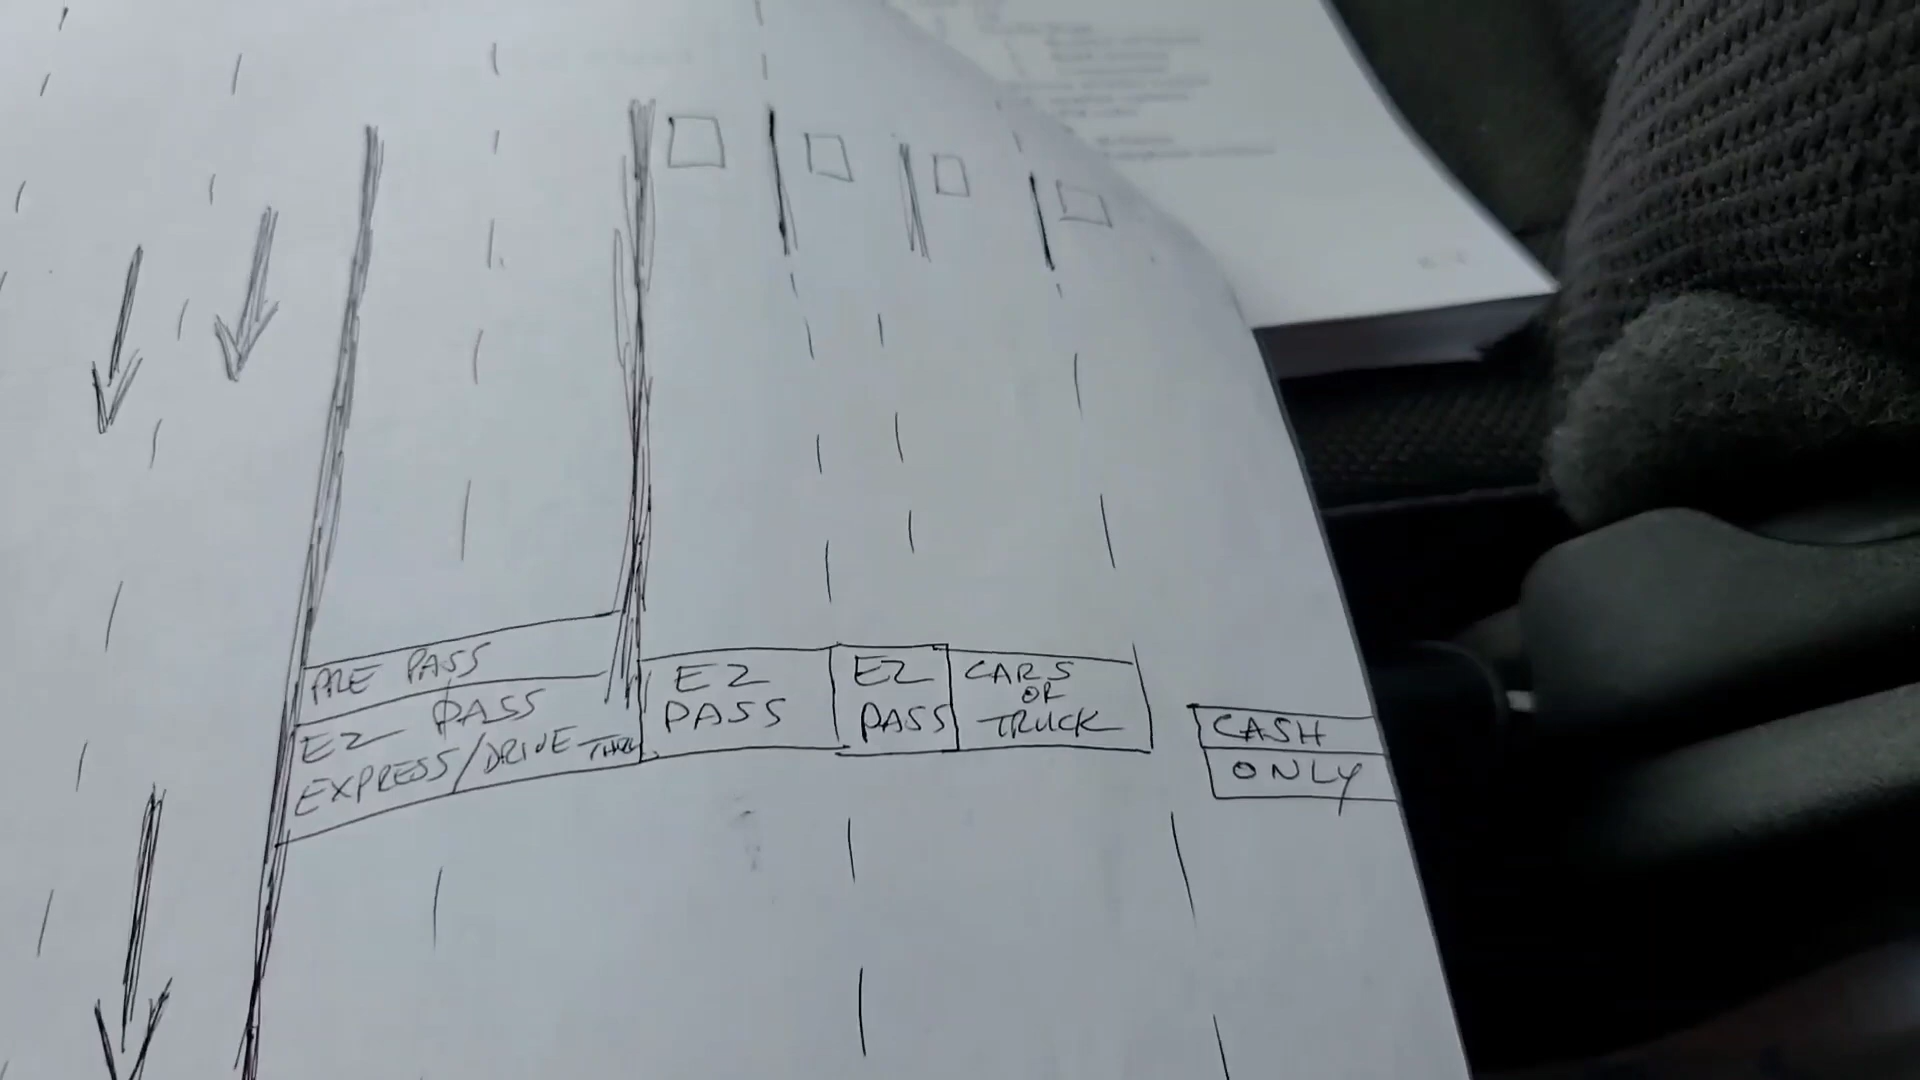 PRE PASS
EZ PASS
EXPRESS/DRIVE THRU
EZ
PASS
EZ
PASS
CARS
OR
TRUCK
CASH
ONLY